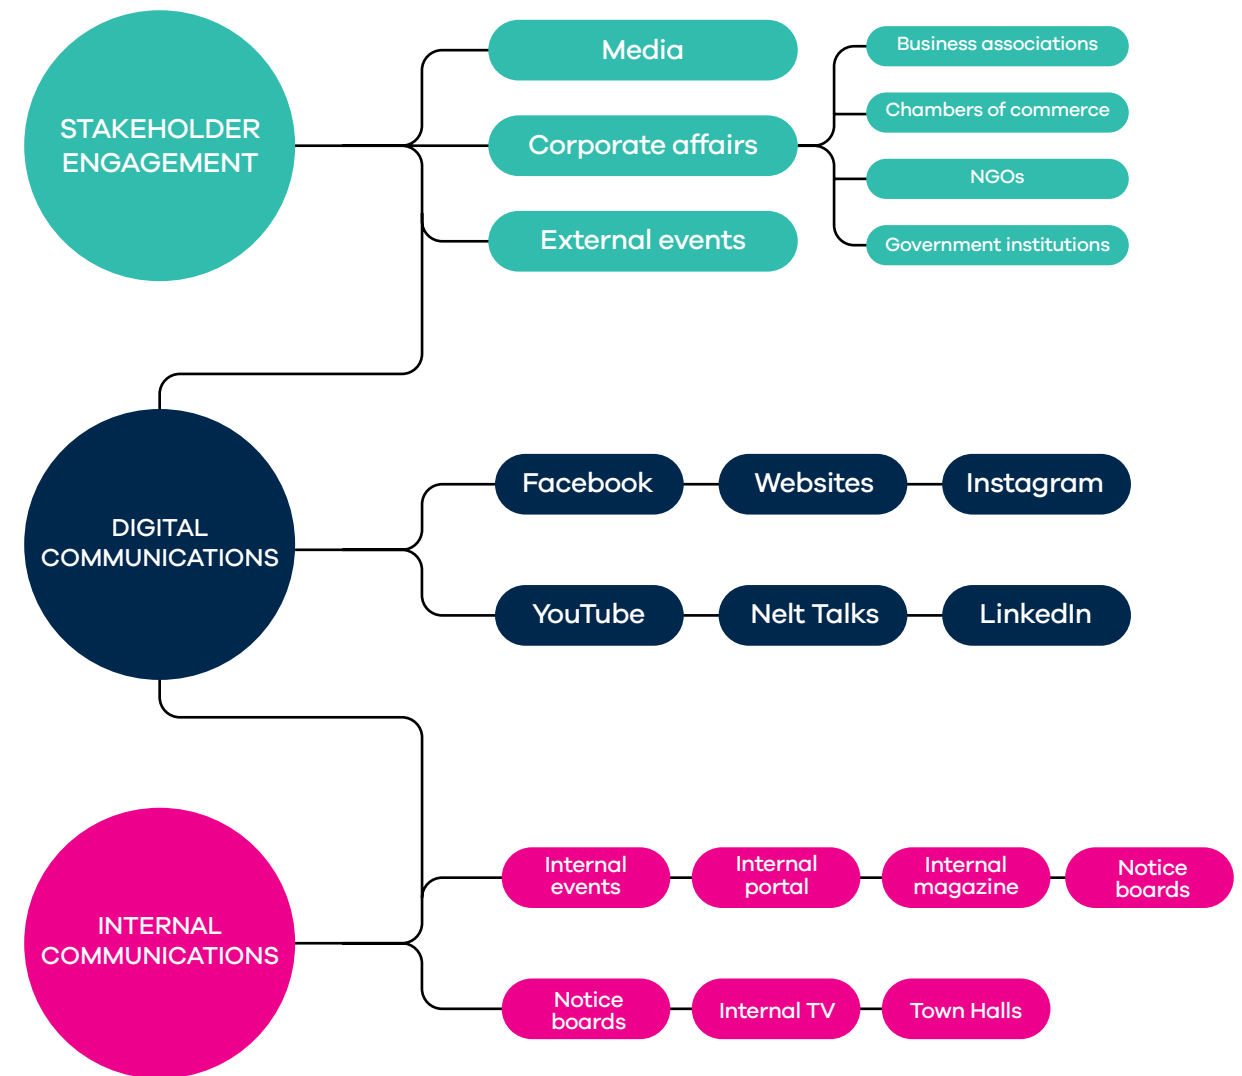 STAKEHOLDER
ENGAGEMENT
Media
Corporate affairs
External events
Business associations
Chambers of commerce
NGOs
Government institutions
DIGITAL
COMMUNICATIONS
Facebook
Websites
Instagram
YouTube
Nelt Talks
LinkedIn
INTERNAL
COMMUNICATIONS
Internal
events
Internal
portal
Internal
magazine
Notice
boards
Notice
boards
Internal TV
Town Halls